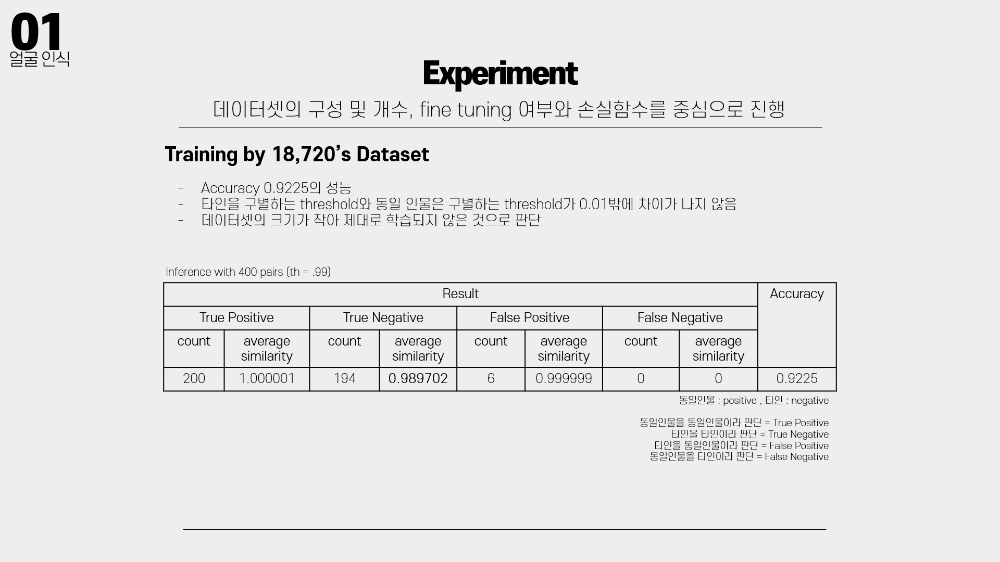 01
얼굴 인식
Experiment
데이터셋의 구성 및 개수, fine tuning 여부와 손실함수를 중심으로 진행
Training by 18,720’s Dataset
- Accuracy 0.9225의 성능
- 타인을 구별하는 threshold와 동일 인물은 구별하는 threshold가 0.01밖에 차이가 나지 않음
- 데이터셋의 크기가 작아 제대로 학습되지 않은 것으로 판단
Inference with 400 pairs (th = .99)
Result Accuracy
True Positive True Negative False Positive False Negative
count average similarity count average similarity count average similarity count average similarity
200 1.000001 194 0.989702 6 0.999999 0 0 0.9225
동일인물 : positive , 타인 : negative
동일인물을 동일인물이라 판단 = True Positive
타인을 타인이라 판단 = True Negative
타인을 동일인물이라 판단 = False Positive
동일인물을 타인이라 판단 = False Negative